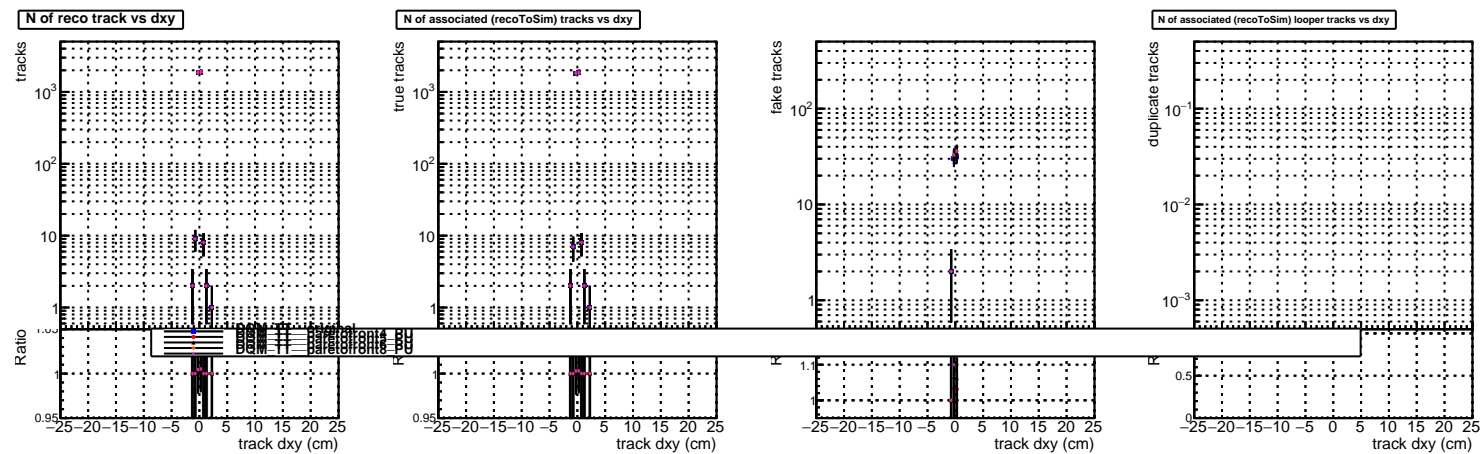 N of reco track vs dxy
tracks
10³
10²
10
1
Ratio
1
0.95
−25 −20 −15 −10 −5 0 5 10 15 20 25
track dxy (cm)
N of associated (recoToSim) tracks vs dxy
true tracks
10³
10²
10
1
1
0.95
−25 −20 −15 −10 −5 0 5 10 15 20 25
track dxy (cm)
fake tracks
10²
10
1
1.1
1
−25 −20 −15 −10 −5 0 5 10 15 20 25
track dxy (cm)
N of associated (recoToSim) looper tracks vs dxy
duplicate tracks
10⁻¹
10⁻²
10⁻³
0.5
0
−25 −20 −15 −10 −5 0 5 10 15 20 25
track dxy (cm)